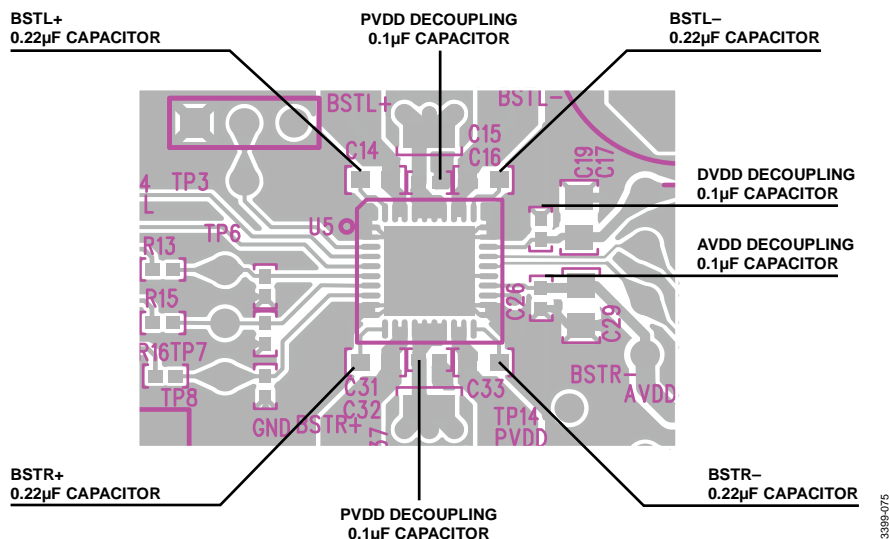 BSTL+
0.22µF CAPACITOR
PVDD DECOUPLING
0.1µF CAPACITOR
BSTL–
0.22µF CAPACITOR
DVDD DECOUPLING
0.1µF CAPACITOR
AVDD DECOUPLING
0.1µF CAPACITOR
BSTL+
BSTL-
C15
C14
C16
C19
C17
4
L
TP3
U5
TP6
R13
R15
C26
C29
R16
TP7
TP8
C31
C32
C33
BSTR-
AVDD
GND
BSTR+
37
TP14
PVDD
BSTR+
0.22µF CAPACITOR
PVDD DECOUPLING
0.1µF CAPACITOR
BSTR–
0.22µF CAPACITOR
3399-075